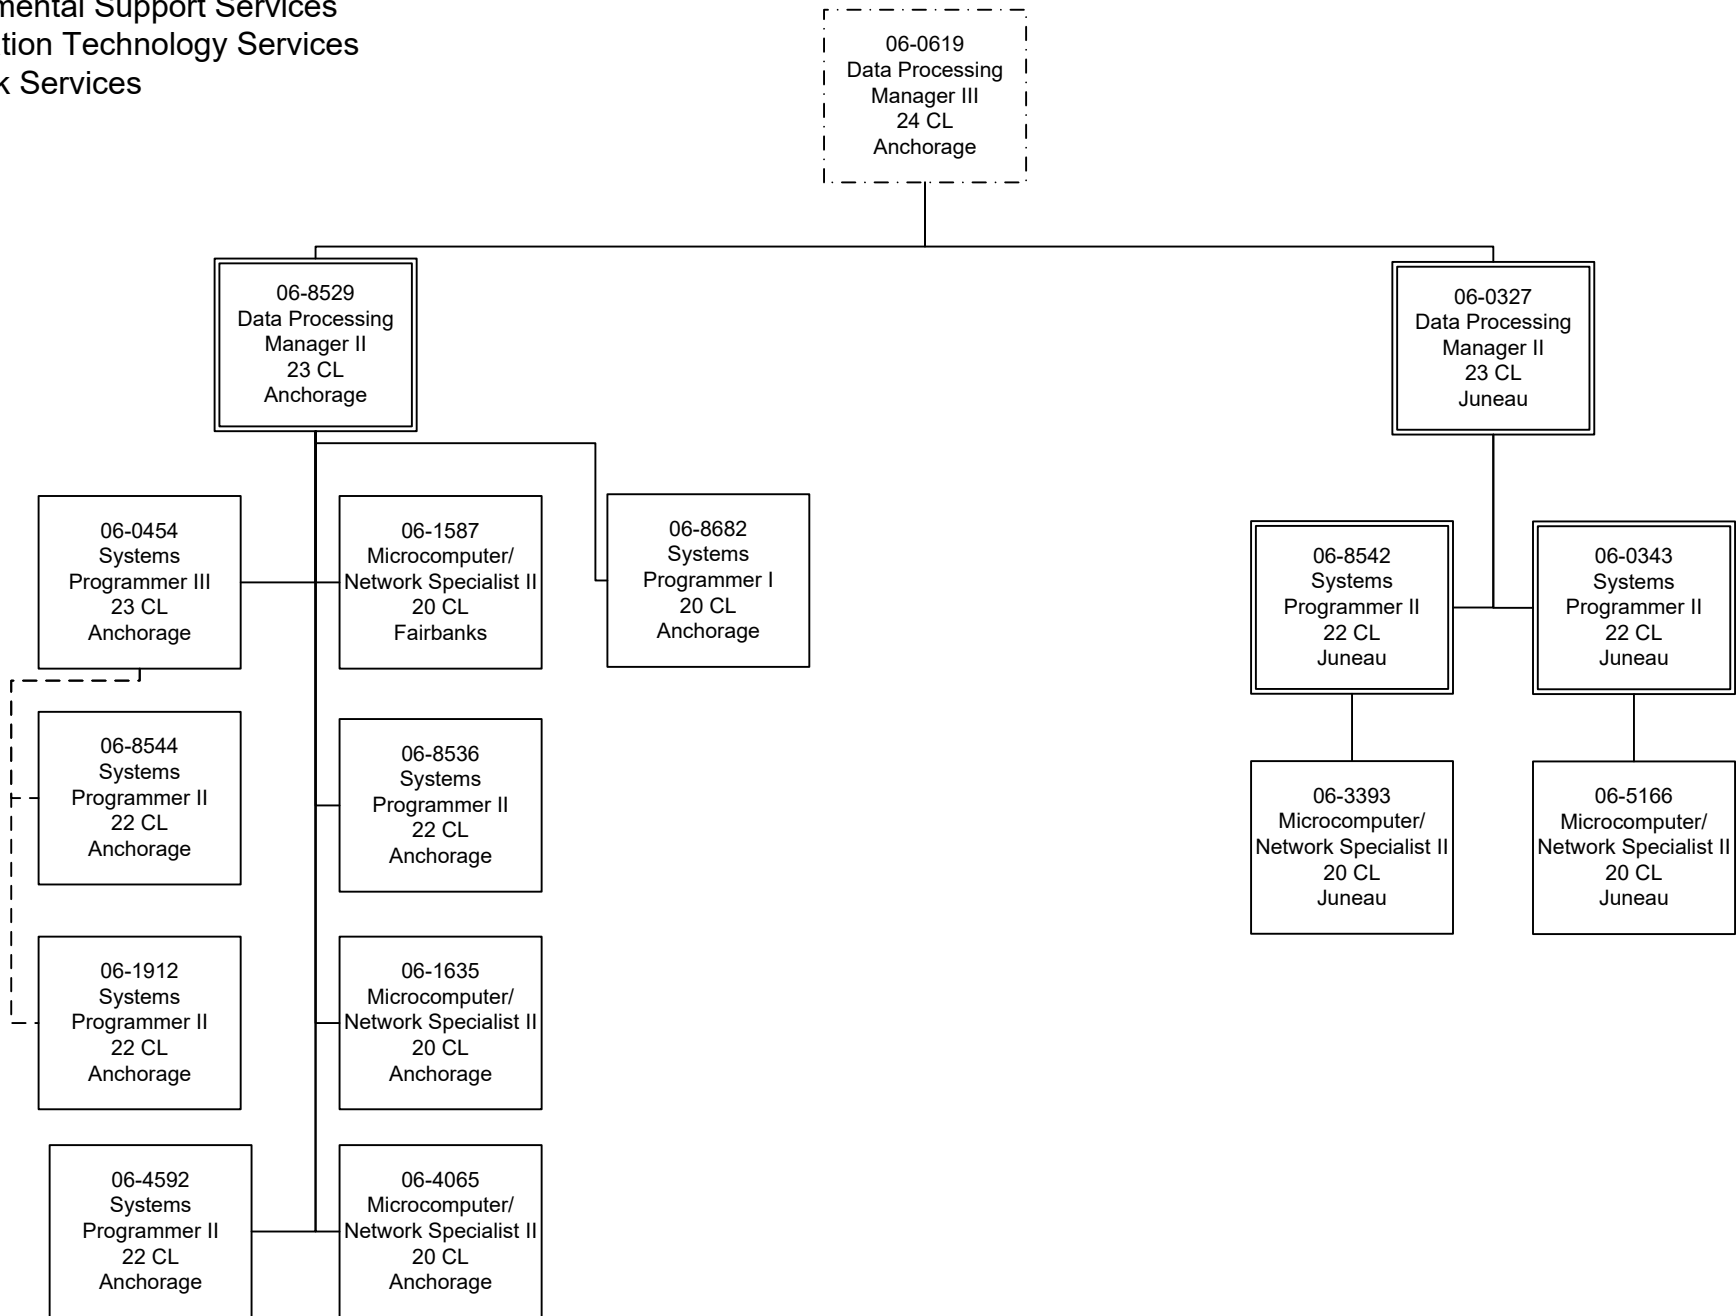 mental Support Services
tion Technology Services
k Services
06-0619
Data Processing
Manager III
24 CL
Anchorage
06-8529
Data Processing
Manager II
23 CL
Anchorage
06-0327
Data Processing
Manager II
23 CL
Juneau
06-0454
Systems
Programmer III
23 CL
Anchorage
06-1587
Microcomputer/
Network Specialist II
20 CL
Fairbanks
06-8682
Systems
Programmer I
20 CL
Anchorage
06-8542
Systems
Programmer II
22 CL
Juneau
06-0343
Systems
Programmer II
22 CL
Juneau
06-8544
Systems
Programmer II
22 CL
Anchorage
06-8536
Systems
Programmer II
22 CL
Anchorage
06-3393
Microcomputer/
Network Specialist II
20 CL
Juneau
06-5166
Microcomputer/
Network Specialist II
20 CL
Juneau
06-1912
Systems
Programmer II
22 CL
Anchorage
06-1635
Microcomputer/
Network Specialist II
20 CL
Anchorage
06-4592
Systems
Programmer II
22 CL
Anchorage
06-4065
Microcomputer/
Network Specialist II
20 CL
Anchorage